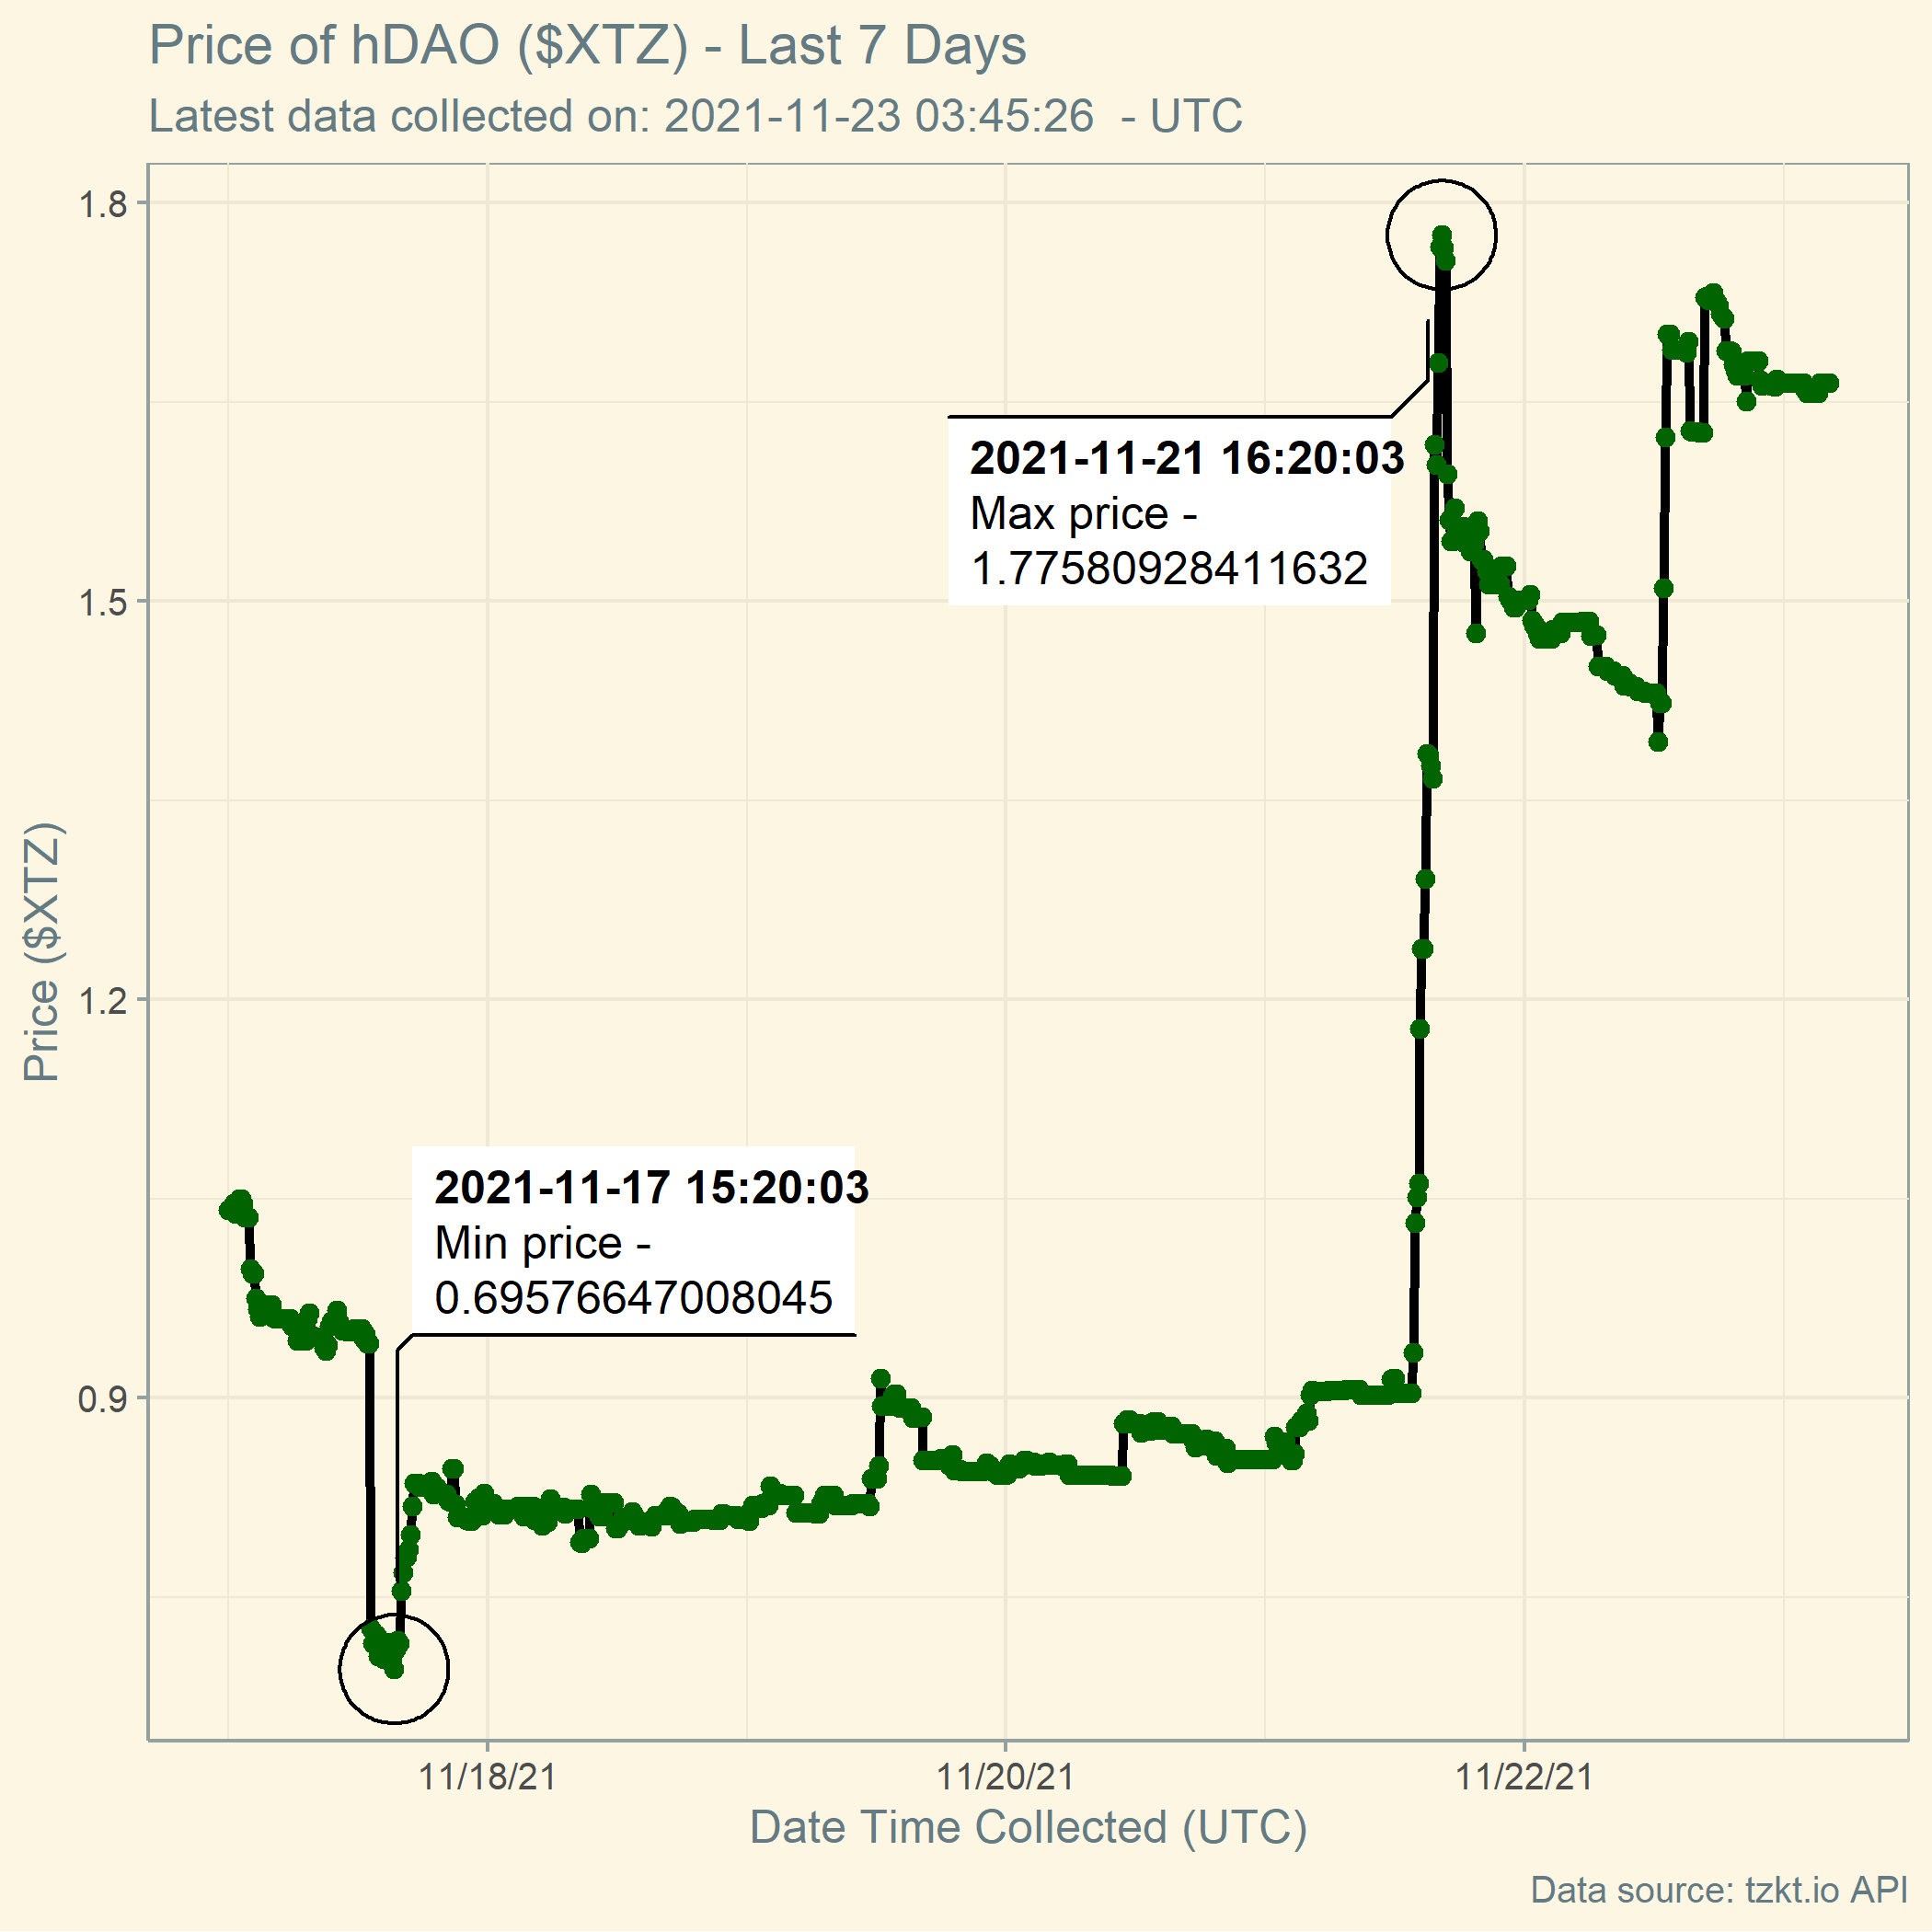 Price of hDAO ($XTZ) - Last 7 Days
Latest data collected on: 2021-11-23 03:45:26  - UTC
1.8
1.5
1.2
0.9
Price ($XTZ)
2021-11-21 16:20:03
Max price -
1.77580928411632
2021-11-17 15:20:03
Min price -
0.69576647008045
11/18/21
11/20/21
11/22/21
Date Time Collected (UTC)
Data source: tzkt.io API